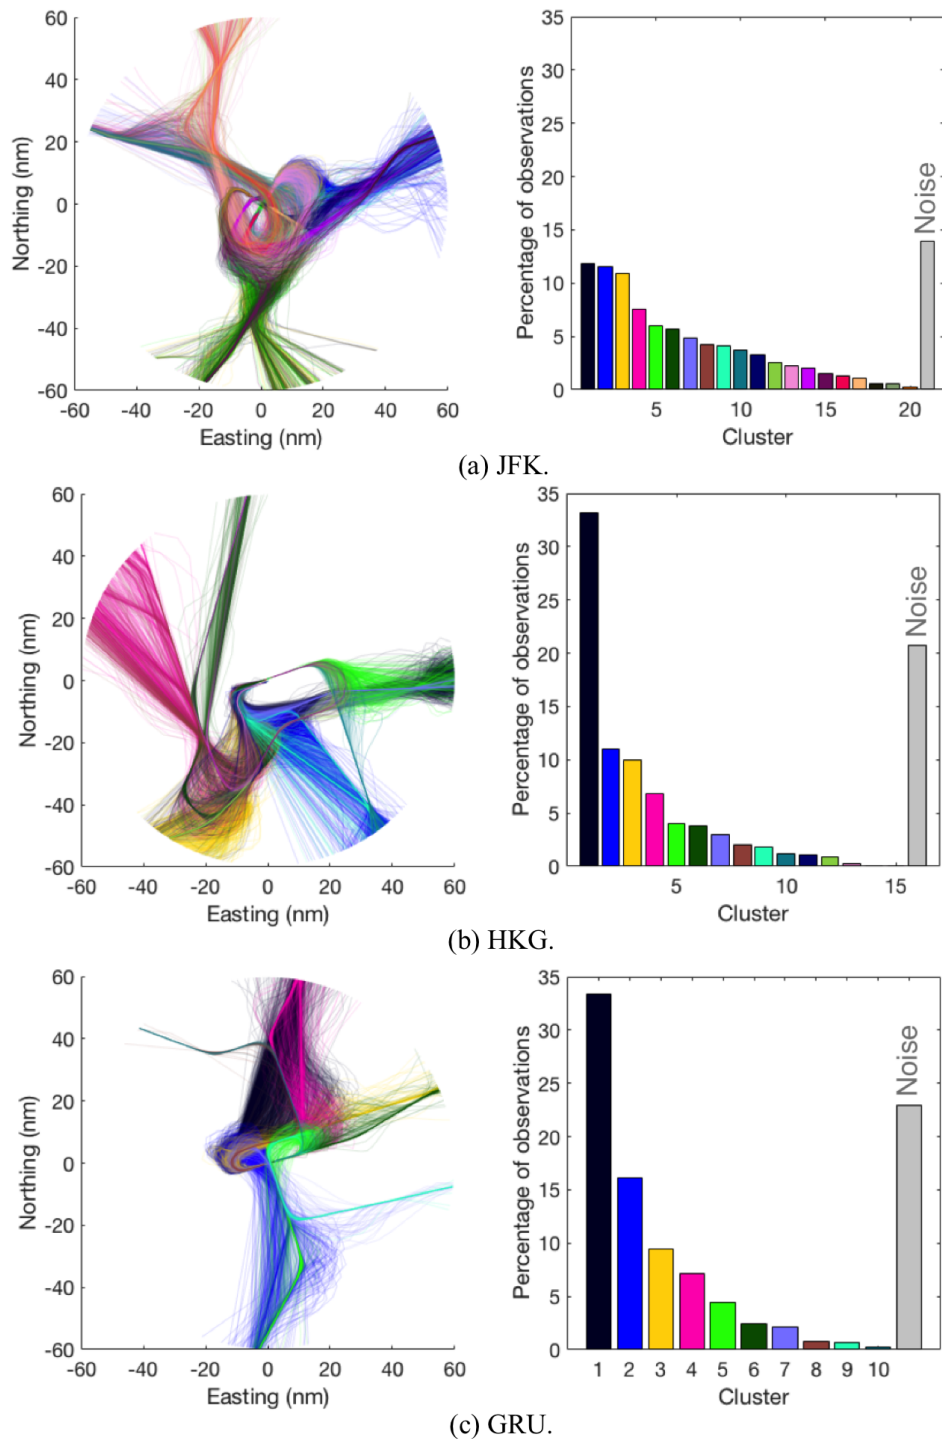 60
40
20
0
-20
-40
-60
-60 -40 -20 0 20 40 60
Northing (nm)
Easting (nm)
35
30
25
20
15
10
5
0
5 10 15 20
Percentage of observations
Cluster
Noise
(a) JFK.
60
40
20
0
-20
-40
-60
-60 -40 -20 0 20 40 60
Northing (nm)
Easting (nm)
35
30
25
20
15
10
5
0
5 10 15
Percentage of observations
Cluster
Noise
(b) HKG.
60
40
20
0
-20
-40
-60
-60 -40 -20 0 20 40 60
Northing (nm)
Easting (nm)
35
30
25
20
15
10
5
0
1 2 3 4 5 6 7 8 9 10
Percentage of observations
Cluster
Noise
(c) GRU.